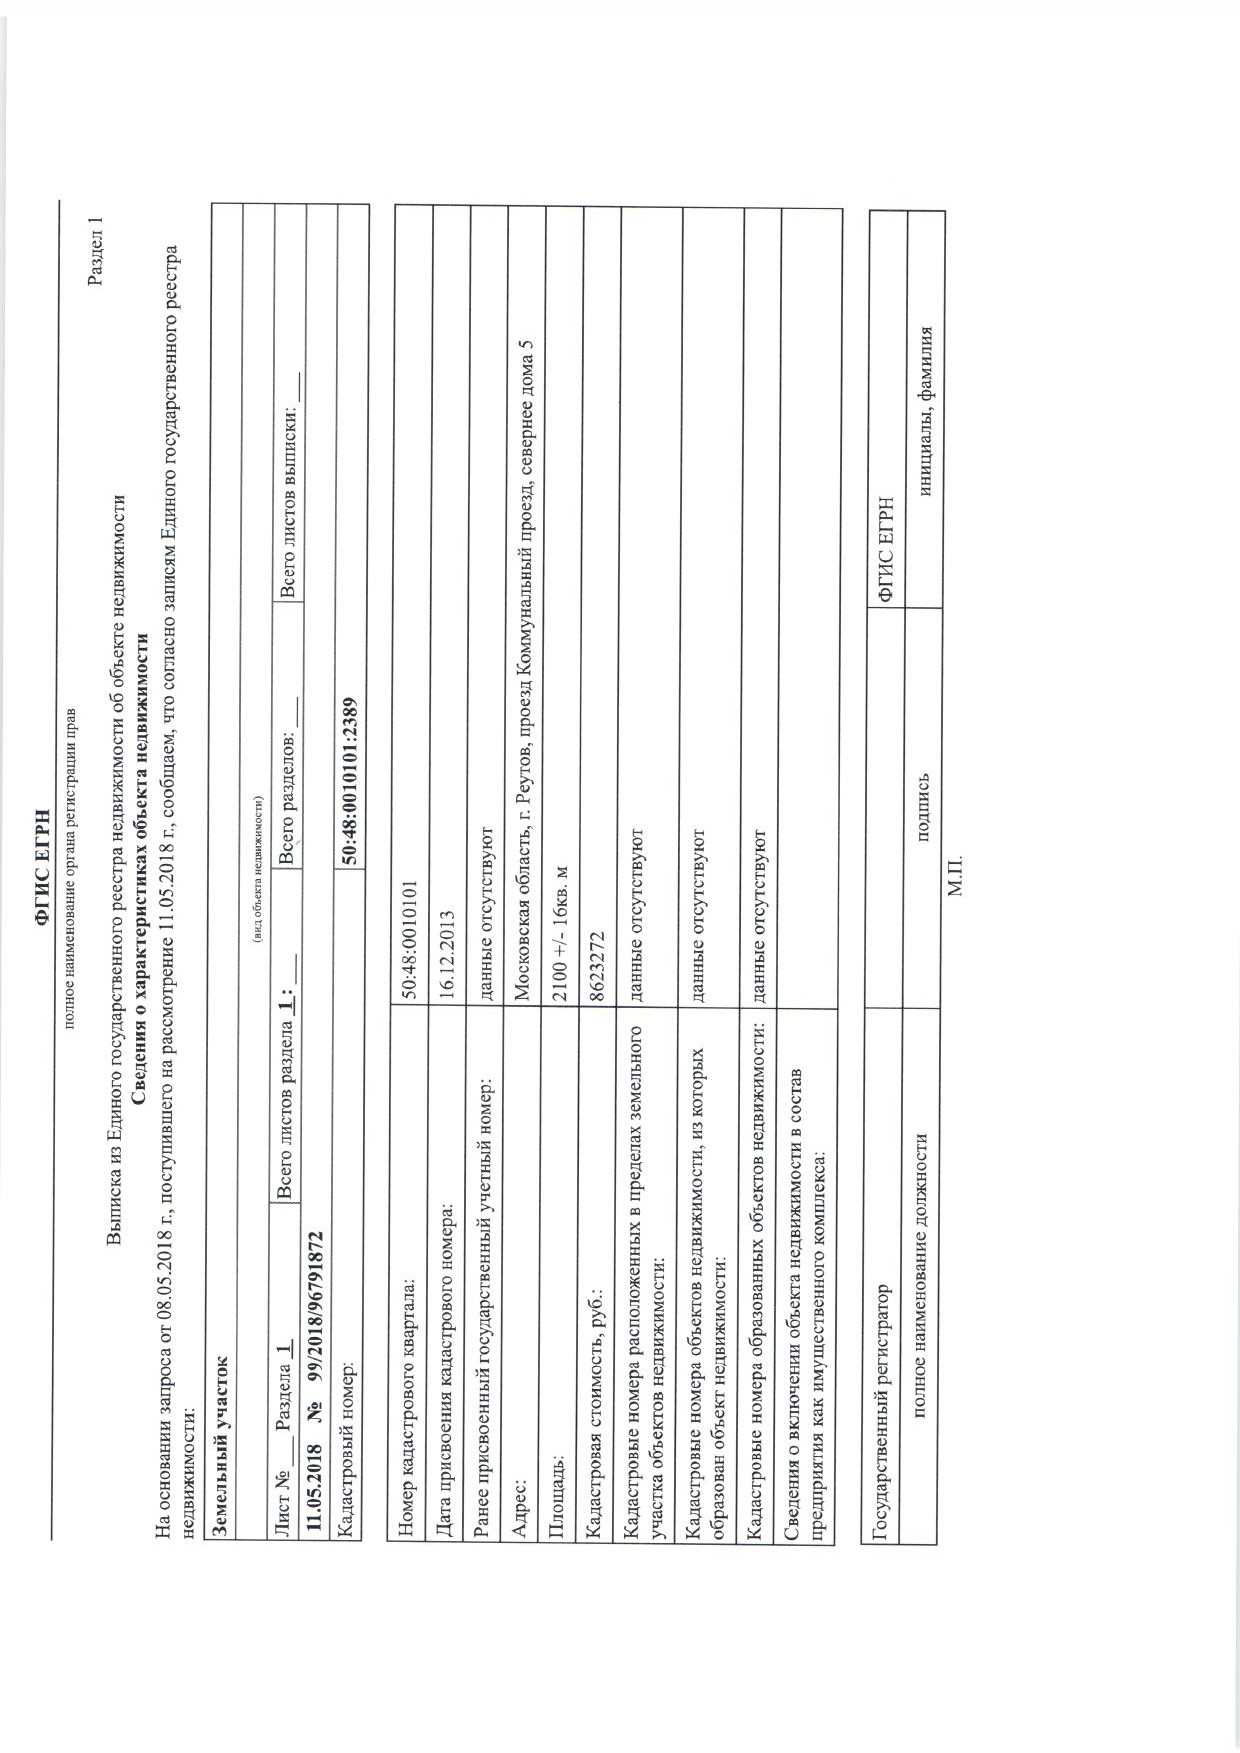 ФГИС ЕГРН
полное наименование органа регистрации прав
Раздел 1
Выписка из Единого государственного реестра недвижимости об объекте недвижимости
Сведения о характеристиках объекта недвижимости
На основании запроса от 08.05.2018 г., поступившего на рассмотрение 11.05.2018 г., сообщаем, что согласно записям Единого государственного реестра
недвижимости:
Земельный участок
(вид объекта недвижимости)
Лист № ___ Раздела 1 Всего листов раздела 1 : ___ Всего разделов: ___ Всего листов выписки: ___
11.05.2018 № 99/2018/96791872
Кадастровый номер: 50:48:0010101:2389
Номер кадастрового квартала: 50:48:0010101
Дата присвоения кадастрового номера: 16.12.2013
Ранее присвоенный государственный учетный номер: данные отсутствуют
Адрес: Московская область, г. Реутов, проезд Коммунальный проезд, севернее дома 5
Площадь: 2100 +/- 16кв. м
Кадастровая стоимость, руб.: 8623272
Кадастровые номера расположенных в пределах земельного
участка объектов недвижимости: данные отсутствуют
Кадастровые номера объектов недвижимости, из которых
образован объект недвижимости: данные отсутствуют
Кадастровые номера образованных объектов недвижимости: данные отсутствуют
Сведения о включении объекта недвижимости в состав
предприятия как имущественного комплекса:
Государственный регистратор ФГИС ЕГРН
полное наименование должности подпись инициалы, фамилия
М.П.